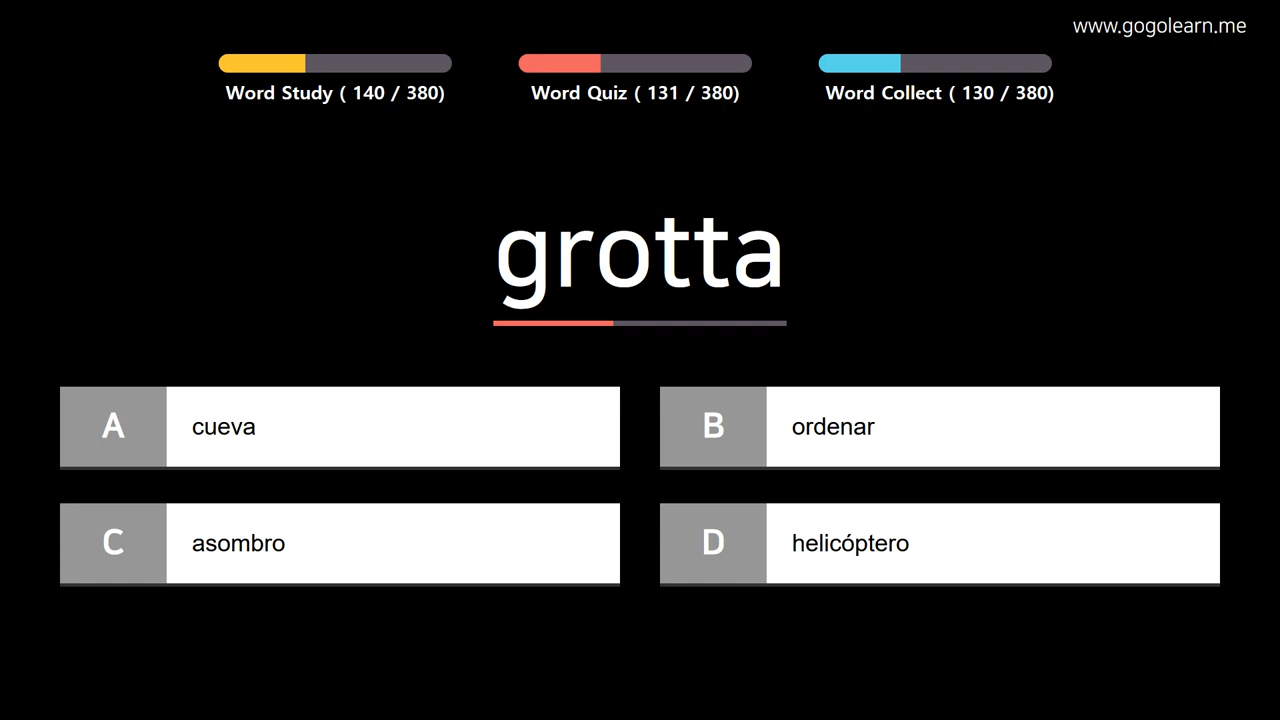 www.gogolearn.me
Word Study ( 140 / 380)
Word Quiz ( 131 / 380)
Word Collect ( 130 / 380)
grotta
A cueva
B ordenar
C asombro
D helicóptero